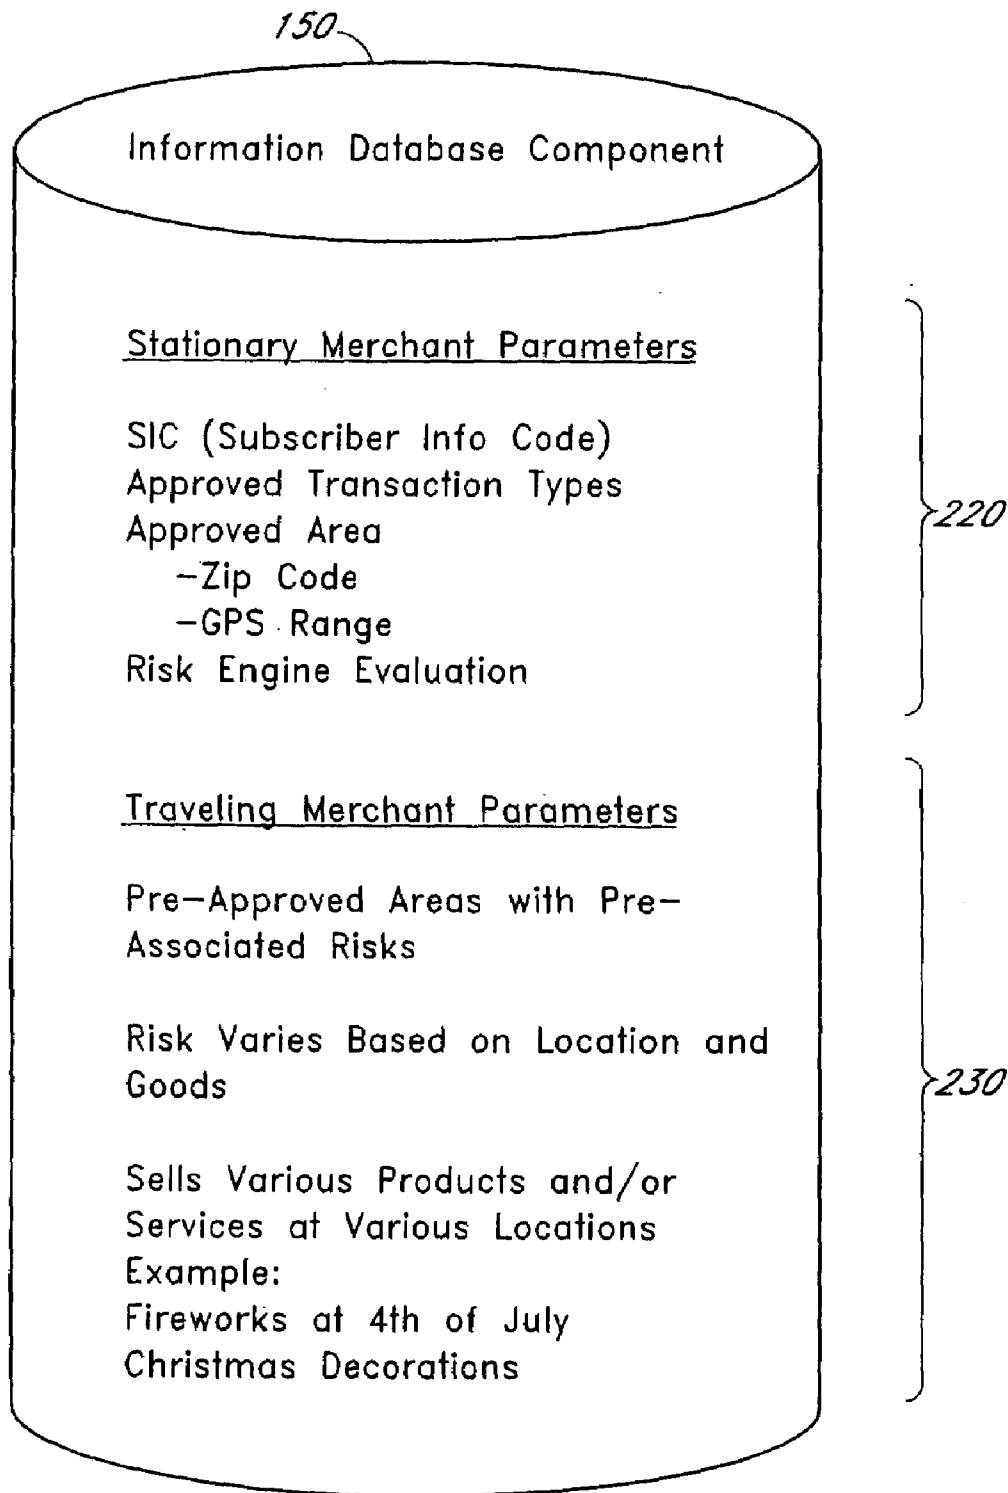 150
Information Database Component
Stationary Merchant Parameters
SIC (Subscriber Info Code)
Approved Transaction Types
Approved Area
-Zip Code
-GPS Range
Risk Engine Evaluation
220
Traveling Merchant Parameters
Pre-Approved Areas with Pre-
Associated Risks
Risk Varies Based on Location and
Goods
230
Sells Various Products and/or
Services at Various Locations
Example:
Fireworks at 4th of July
Christmas Decorations